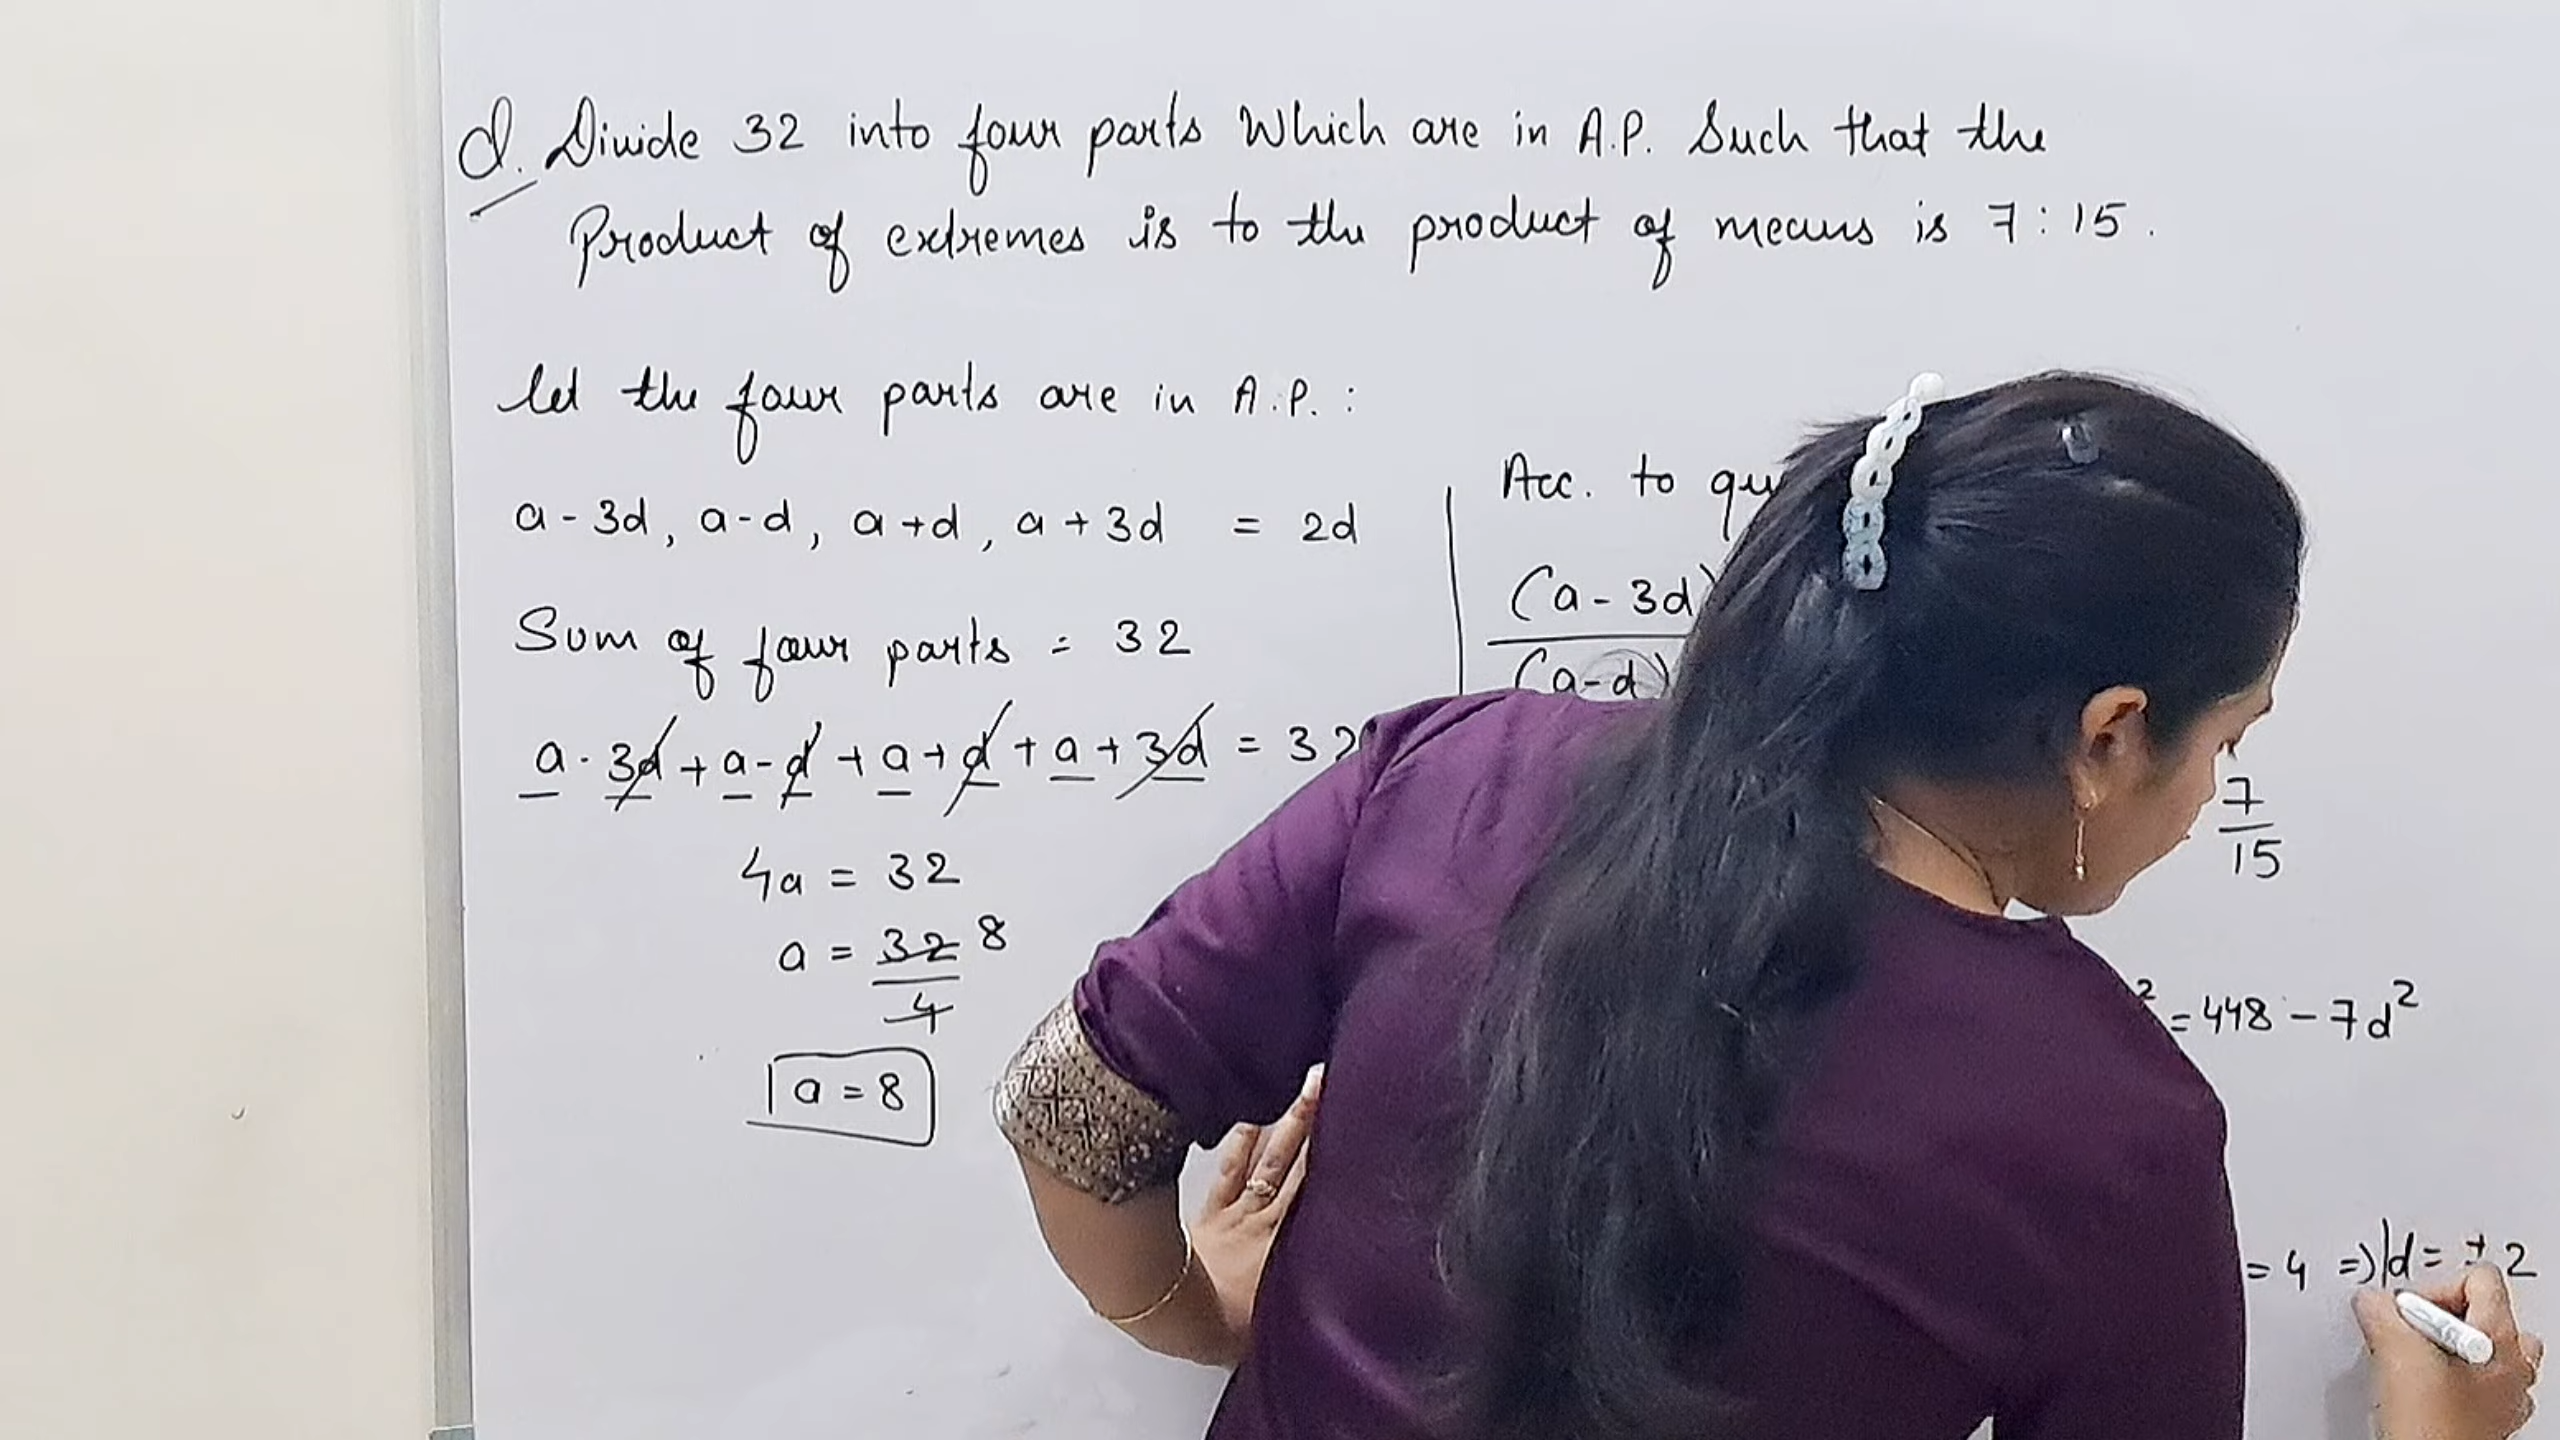 Q. Divide 32 into four parts Which are in A.P. Such that the
Product of extremes is to the product of means is 7 : 15 .
let the four parts are in A.P. :
a - 3d , a - d , a + d , a + 3d = 2d
Sum of four parts = 32
a - 3d + a - d + a + d + a + 3d = 32
4a = 32
a = 32 8
4
a = 8
Acc. to
(a - 3d)
(a - d)
7
15
² = 448 - 7d²
= 4 => d = ± 2